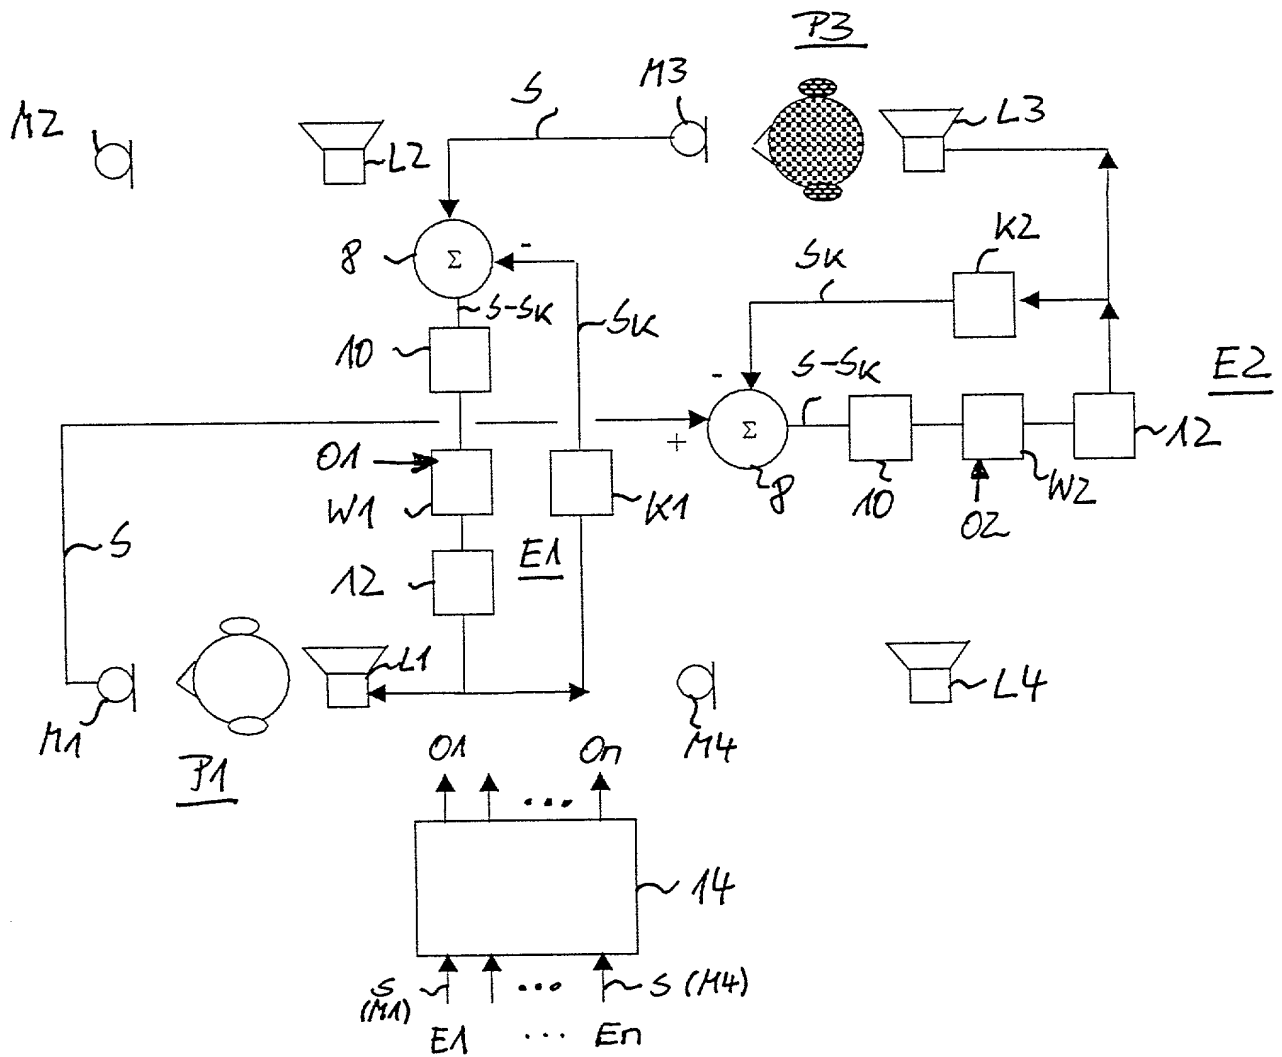 P3
M3
S
L3
M2
L2
K2
8
Σ
-
SK
S-SK
SK
10
-
S-SK
E2
+
Σ
12
O1
W1
K1
8
10
O2
W2
S
E1
12
L1
L4
M1
P1
O1
On
M4
...
14
S
(M1)
...
S (M4)
E1 ... En